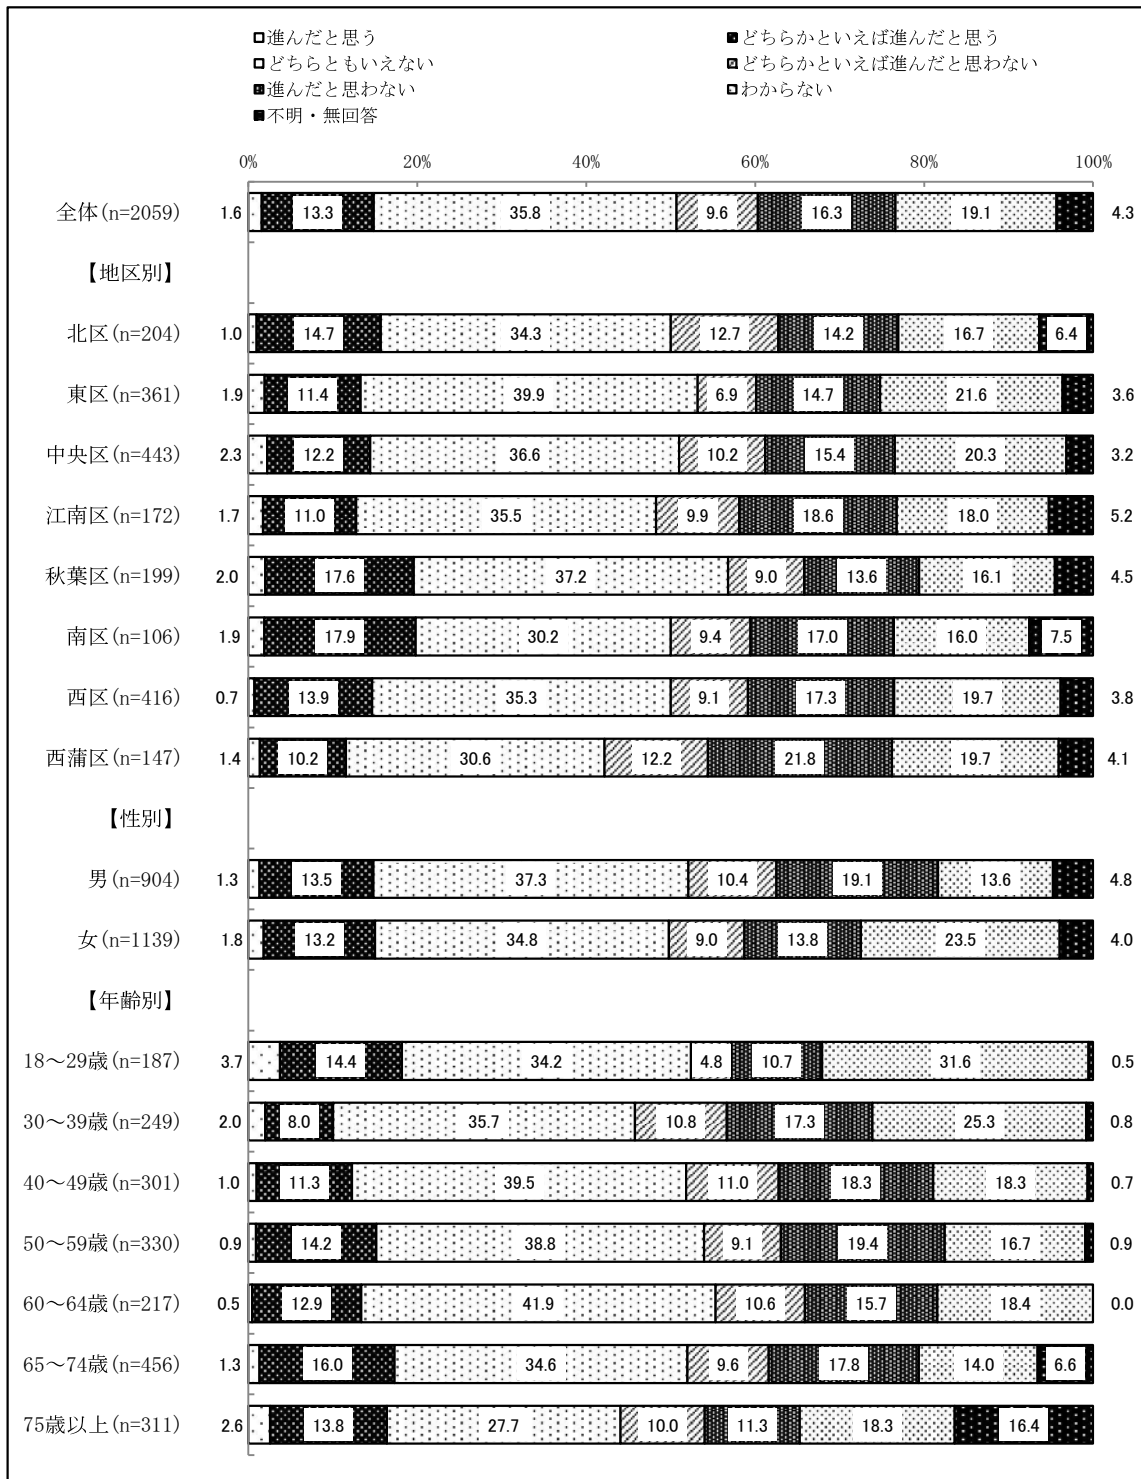 □進んだと思う ■どちらかといえば進んだと思う
□どちらともいえない どちらかといえば進んだと思わない
■進んだと思わない □わからない
■不明・無回答
0% 20% 40% 60% 80% 100%
全体(n=2059) 1.6 13.3 35.8 9.6 16.3 19.1 4.3
【地区別】
北区(n=204) 1.0 14.7 34.3 12.7 14.2 16.7 6.4
東区(n=361) 1.9 11.4 39.9 6.9 14.7 21.6 3.6
中央区(n=443) 2.3 12.2 36.6 10.2 15.4 20.3 3.2
江南区(n=172) 1.7 11.0 35.5 9.9 18.6 18.0 5.2
秋葉区(n=199) 2.0 17.6 37.2 9.0 13.6 16.1 4.5
南区(n=106) 1.9 17.9 30.2 9.4 17.0 16.0 7.5
西区(n=416) 0.7 13.9 35.3 9.1 17.3 19.7 3.8
西蒲区(n=147) 1.4 10.2 30.6 12.2 21.8 19.7 4.1
【性別】
男(n=904) 1.3 13.5 37.3 10.4 19.1 13.6 4.8
女(n=1139) 1.8 13.2 34.8 9.0 13.8 23.5 4.0
【年齢別】
18～29歳(n=187) 3.7 14.4 34.2 4.8 10.7 31.6 0.5
30～39歳(n=249) 2.0 8.0 35.7 10.8 17.3 25.3 0.8
40～49歳(n=301) 1.0 11.3 39.5 11.0 18.3 18.3 0.7
50～59歳(n=330) 0.9 14.2 38.8 9.1 19.4 16.7 0.9
60～64歳(n=217) 0.5 12.9 41.9 10.6 15.7 18.4 0.0
65～74歳(n=456) 1.3 16.0 34.6 9.6 17.8 14.0 6.6
75歳以上(n=311) 2.6 13.8 27.7 10.0 11.3 18.3 16.4